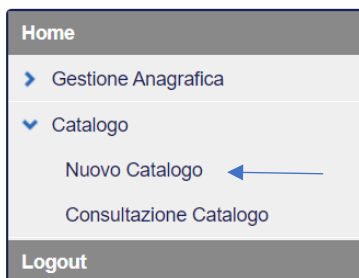 Home
Gestione Anagrafica
Catalogo
Nuovo Catalogo
Consultazione Catalogo
Logout